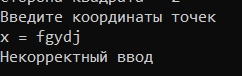 сторона квадрата = 2
Введите координаты точек
x = fgydj
Некорректный ввод